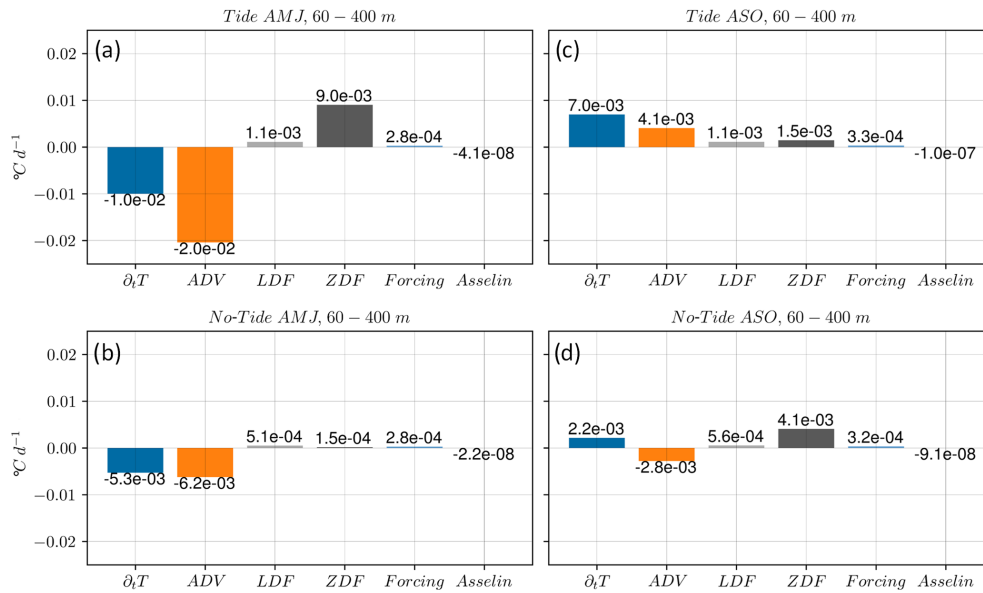 Tide AMJ, 60 − 400 m
(a)
0.02
0.01
0.00
−0.01
−0.02
°C d⁻¹
-1.0e-02
-2.0e-02
1.1e-03
9.0e-03
2.8e-04
-4.1e-08
∂ₜT ADV LDF ZDF Forcing Asselin
Tide ASO, 60 − 400 m
(c)
7.0e-03
4.1e-03
1.1e-03
1.5e-03
3.3e-04
-1.0e-07
∂ₜT ADV LDF ZDF Forcing Asselin
No-Tide AMJ, 60 − 400 m
(b)
0.02
0.01
0.00
−0.01
−0.02
°C d⁻¹
-5.3e-03
-6.2e-03
5.1e-04
1.5e-04
2.8e-04
-2.2e-08
∂ₜT ADV LDF ZDF Forcing Asselin
No-Tide ASO, 60 − 400 m
(d)
2.2e-03
-2.8e-03
5.6e-04
4.1e-03
3.2e-04
-9.1e-08
∂ₜT ADV LDF ZDF Forcing Asselin